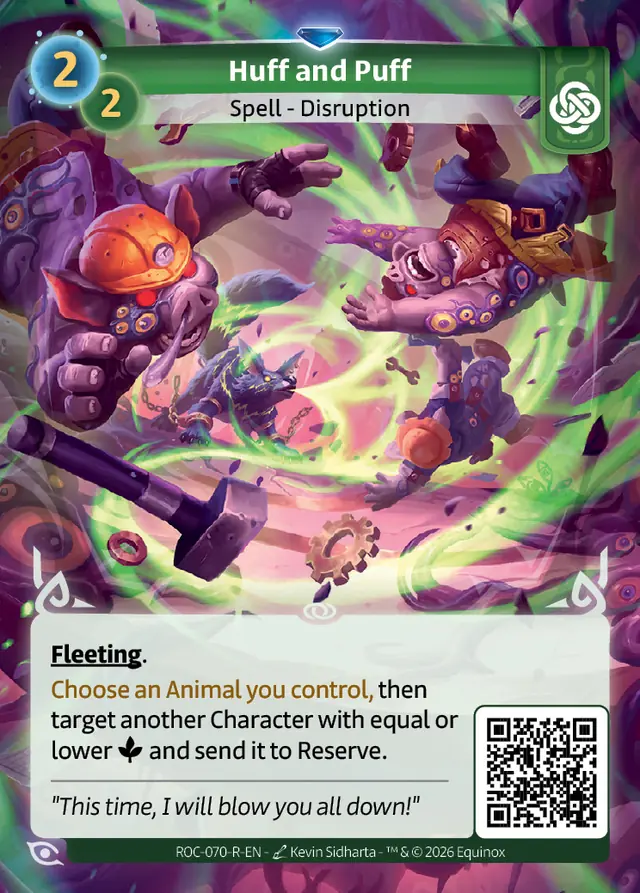 2
Huff and Puff
2
Spell - Disruption
Fleeting.
Choose an Animal you control, then
target another Character with equal or
lower and send it to Reserve.
"This time, I will blow you all down!"
ROC-070-R-EN - Kevin Sidharta - ™ & © 2026 Equinox